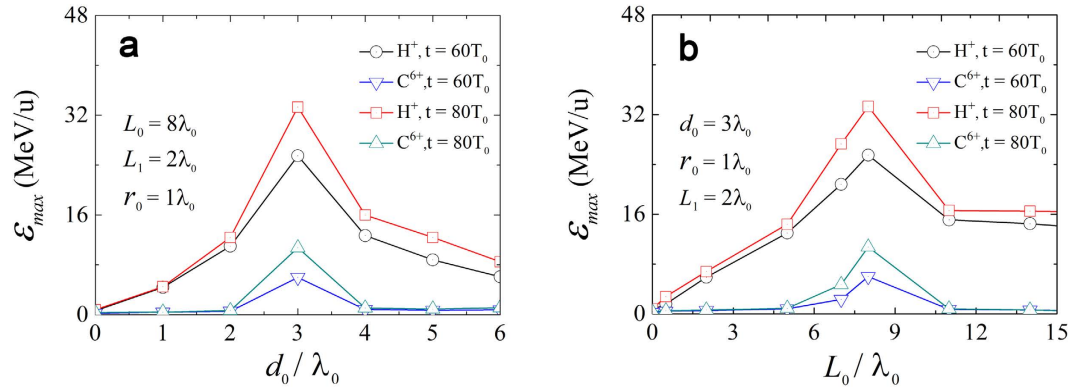 a
H⁺, t = 60T₀
C⁶⁺, t = 60T₀
H⁺, t = 80T₀
C⁶⁺,t = 80T₀
L₀ = 8λ₀
L₁ = 2λ₀
r₀ = 1λ₀
48
32
16
0
0 1 2 3 4 5 6
ε_max (MeV/u)
d₀ / λ₀
b
H⁺, t = 60T₀
C⁶⁺,t = 60T₀
H⁺, t = 80T₀
C⁶⁺,t = 80T₀
d₀ = 3λ₀
r₀ = 1λ₀
L₁ = 2λ₀
48
32
16
0
0 3 6 9 12 15
ε_max (MeV/u)
L₀ / λ₀